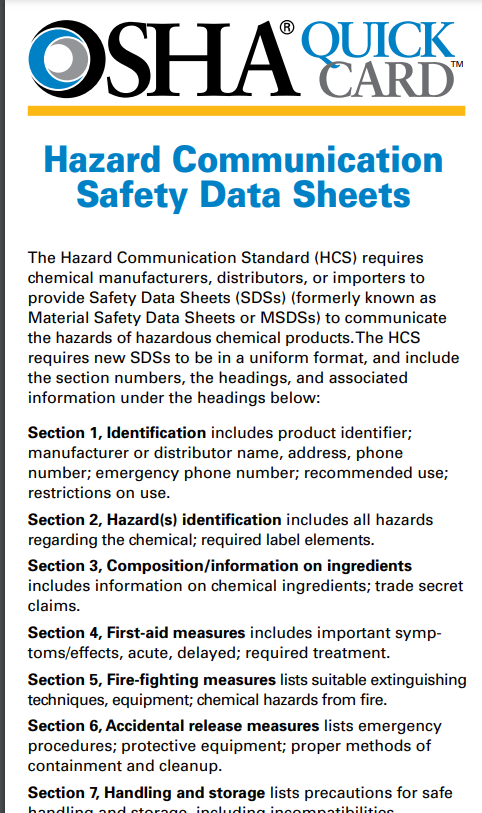 OSHA® QUICK
CARD™
Hazard Communication
Safety Data Sheets
The Hazard Communication Standard (HCS) requires
chemical manufacturers, distributors, or importers to
provide Safety Data Sheets (SDSs) (formerly known as
Material Safety Data Sheets or MSDSs) to communicate
the hazards of hazardous chemical products. The HCS
requires new SDSs to be in a uniform format, and include
the section numbers, the headings, and associated
information under the headings below:
Section 1, Identification includes product identifier;
manufacturer or distributor name, address, phone
number; emergency phone number; recommended use;
restrictions on use.
Section 2, Hazard(s) identification includes all hazards
regarding the chemical; required label elements.
Section 3, Composition/information on ingredients
includes information on chemical ingredients; trade secret
claims.
Section 4, First-aid measures includes important symp-
toms/effects, acute, delayed; required treatment.
Section 5, Fire-fighting measures lists suitable extinguishing
techniques, equipment; chemical hazards from fire.
Section 6, Accidental release measures lists emergency
procedures; protective equipment; proper methods of
containment and cleanup.
Section 7, Handling and storage lists precautions for safe
handling and storage, including incompatibilities.